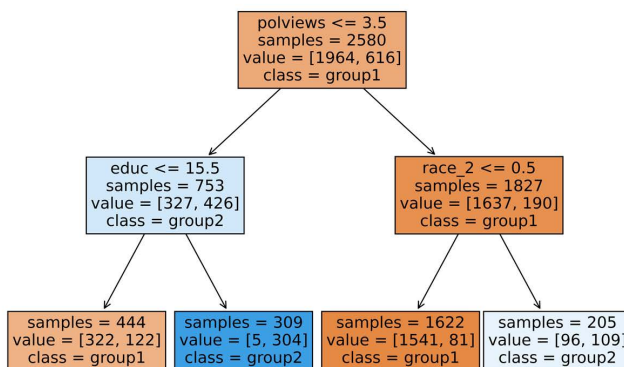 polviews <= 3.5
samples = 2580
value = [1964, 616]
class = group1
educ <= 15.5
samples = 753
value = [327, 426]
class = group2
race_2 <= 0.5
samples = 1827
value = [1637, 190]
class = group1
samples = 444
value = [322, 122]
class = group1
samples = 309
value = [5, 304]
class = group2
samples = 1622
value = [1541, 81]
class = group1
samples = 205
value = [96, 109]
class = group2